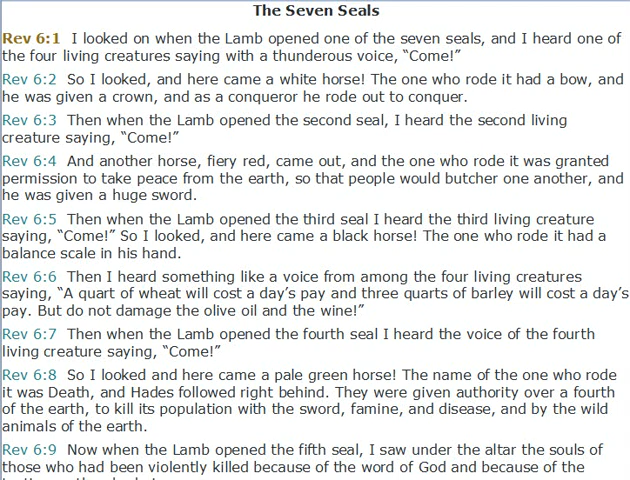 The Seven Seals
Rev 6:1 I looked on when the Lamb opened one of the seven seals, and I heard one of
the four living creatures saying with a thunderous voice, “Come!”
Rev 6:2 So I looked, and here came a white horse! The one who rode it had a bow, and
he was given a crown, and as a conqueror he rode out to conquer.
Rev 6:3 Then when the Lamb opened the second seal, I heard the second living
creature saying, “Come!”
Rev 6:4 And another horse, fiery red, came out, and the one who rode it was granted
permission to take peace from the earth, so that people would butcher one another, and
he was given a huge sword.
Rev 6:5 Then when the Lamb opened the third seal I heard the third living creature
saying, “Come!” So I looked, and here came a black horse! The one who rode it had a
balance scale in his hand.
Rev 6:6 Then I heard something like a voice from among the four living creatures
saying, “A quart of wheat will cost a day’s pay and three quarts of barley will cost a day’s
pay. But do not damage the olive oil and the wine!”
Rev 6:7 Then when the Lamb opened the fourth seal I heard the voice of the fourth
living creature saying, “Come!”
Rev 6:8 So I looked and here came a pale green horse! The name of the one who rode
it was Death, and Hades followed right behind. They were given authority over a fourth
of the earth, to kill its population with the sword, famine, and disease, and by the wild
animals of the earth.
Rev 6:9 Now when the Lamb opened the fifth seal, I saw under the altar the souls of
those who had been violently killed because of the word of God and because of the